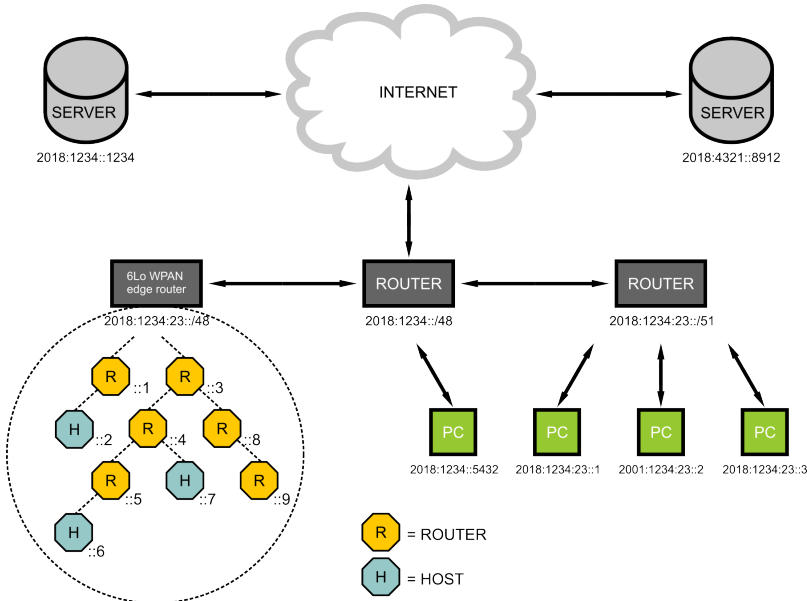 INTERNET
SERVER
2018:1234::1234
SERVER
2018:4321::8912
6Lo WPAN
edge router
2018:1234:23::/48
ROUTER
2018:1234::/48
ROUTER
2018:1234:23::/51
R
::1
R
::3
H
::2
R
::4
R
::8
R
::5
H
::7
R
::9
H
::6
PC
2018:1234::5432
PC
2018:1234:23::1
PC
2001:1234:23::2
PC
2018:1234:23::3
R = ROUTER
H = HOST